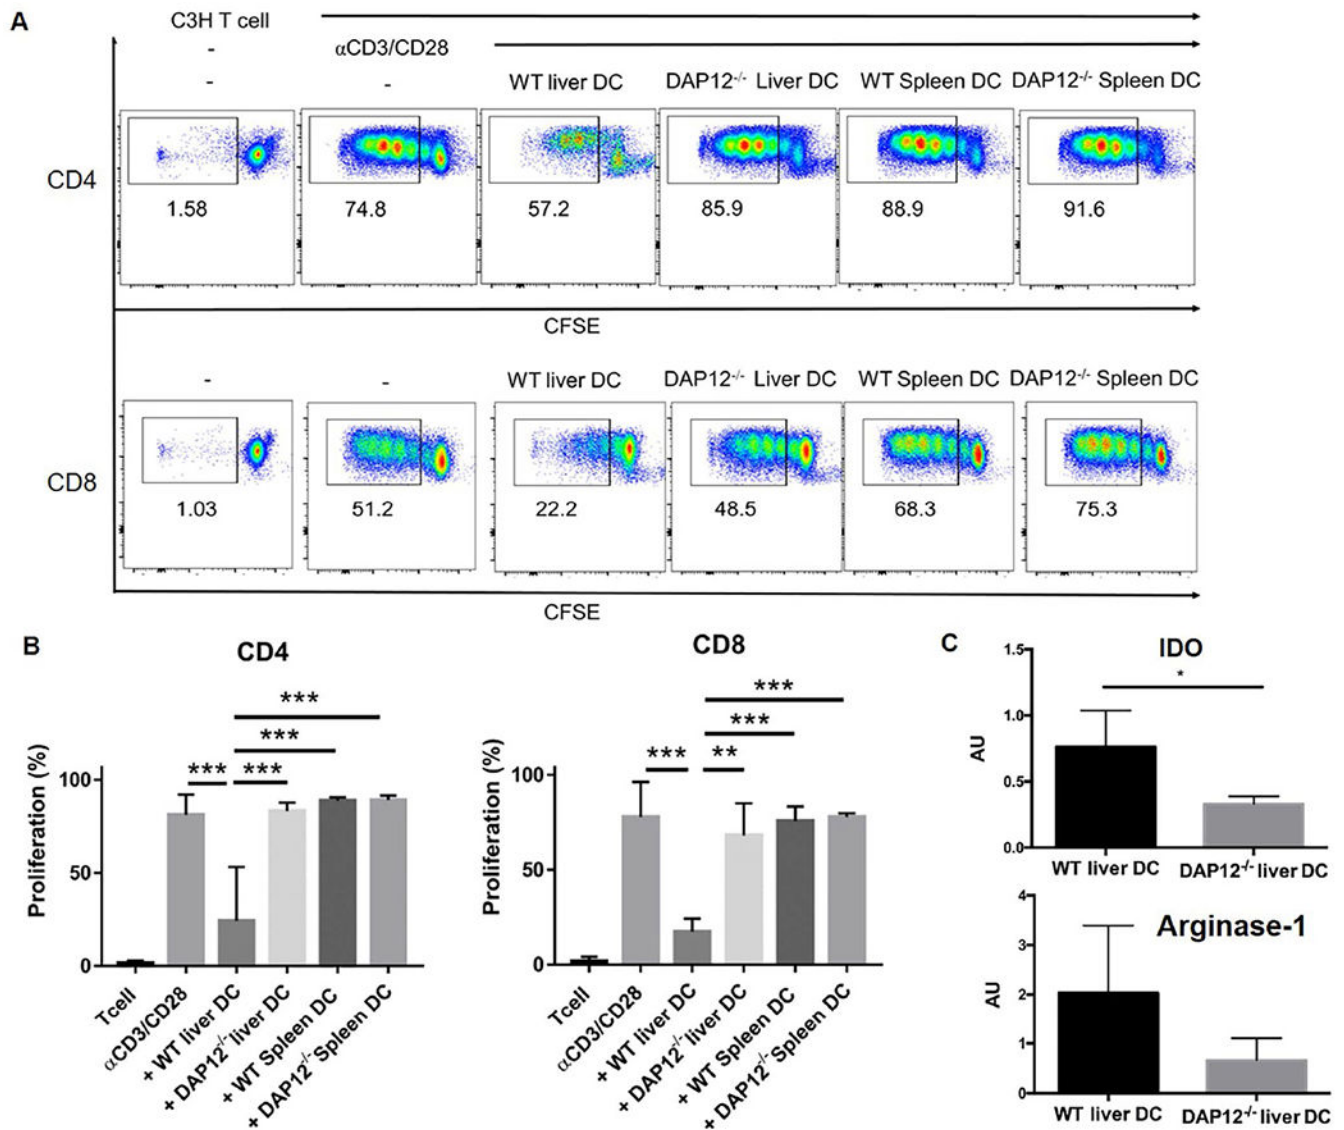 A
C3H T cell
- αCD3/CD28
- - WT liver DC DAP12-/- Liver DC WT Spleen DC DAP12-/- Spleen DC
CD4
1.58 74.8 57.2 85.9 88.9 91.6
CFSE
- - WT liver DC DAP12-/- Liver DC WT Spleen DC DAP12-/- Spleen DC
CD8
1.03 51.2 22.2 48.5 68.3 75.3
CFSE
B
CD4
***
***
*** ***
Proliferation (%)
100
50
0
Tcell
αCD3/CD28
+ WT liver DC
+ DAP12-/- liver DC
+ WT Spleen DC
+ DAP12-/- Spleen DC
CD8
***
***
*** **
Proliferation (%)
100
50
0
Tcell
αCD3/CD28
+ WT liver DC
+ DAP12-/- liver DC
+ WT Spleen DC
+ DAP12-/- Spleen DC
C
IDO
*
AU
1.5
1.0
0.5
0.0
WT liver DC DAP12-/- liver DC
Arginase-1
AU
4
3
2
1
0
WT liver DC DAP12-/- liver DC